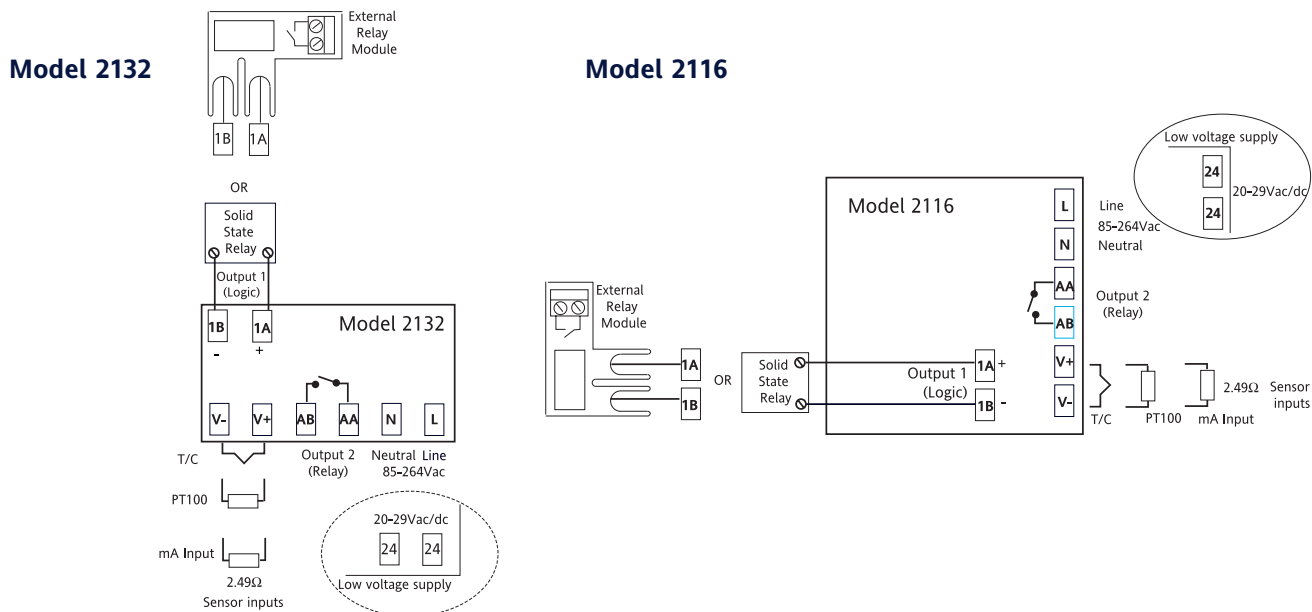 External
Relay
Module
Model 2132
1B 1A
OR
Solid
State
Relay
Output 1
(Logic)
1B 1A
- +
Model 2132
V- V+ AB AA N L
T/C
Output 2
(Relay)
Neutral Line
85-264Vac
PT100
mA Input
2.49Ω
Sensor inputs
20-29Vac/dc
24 24
Low voltage supply
Model 2116
Low voltage supply
24
20-29Vac/dc
24
Model 2116
L
Line
85-264Vac
N
Neutral
AA
Output 2
(Relay)
AB
V+
V-
T/C
PT100
mA Input
2.49Ω
Sensor
inputs
External
Relay
Module
1A
1B
OR
Solid
State
Relay
Output 1
(Logic)
1A +
1B -